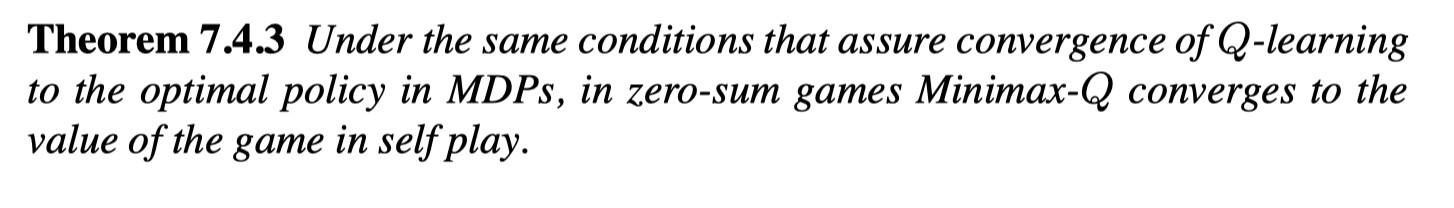 Theorem 7.4.3 Under the same conditions that assure convergence of Q-learning
to the optimal policy in MDPs, in zero-sum games Minimax-Q converges to the
value of the game in self play.